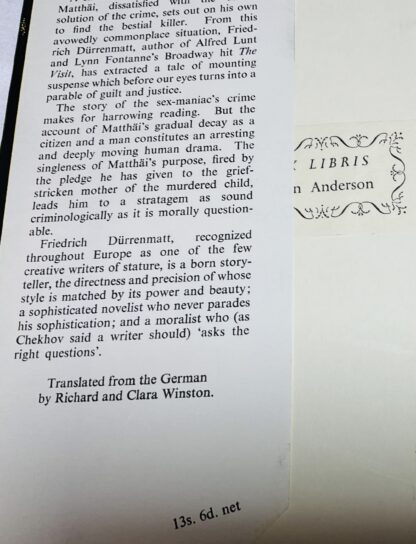 Matthäi, dissatisfied with the
solution of the crime, sets out on his own
to find the bestial killer. From this
avowedly commonplace situation, Fried-
rich Dürrenmatt, author of Alfred Lunt
and Lynn Fontanne's Broadway hit The
Visit, has extracted a tale of mounting
suspense which before our eyes turns into a
parable of guilt and justice.
The story of the sex-maniac's crime
makes for harrowing reading. But the
account of Matthäi's gradual decay as a
citizen and a man constitutes an arresting
and deeply moving human drama. The
singleness of Matthäi's purpose, fired by
the pledge he has given to the grief-
stricken mother of the murdered child,
leads him to a stratagem as sound
criminologically as it is morally question-
able.
Friedrich Dürrenmatt, recognized
throughout Europe as one of the few
creative writers of stature, is a born story-
teller, the directness and precision of whose
style is matched by its power and beauty;
a sophisticated novelist who never parades
his sophistication; and a moralist who (as
Chekhov said a writer should) 'asks the
right questions'.
Translated from the German
by Richard and Clara Winston.
13s. 6d. net
LIBRIS
n Anderson